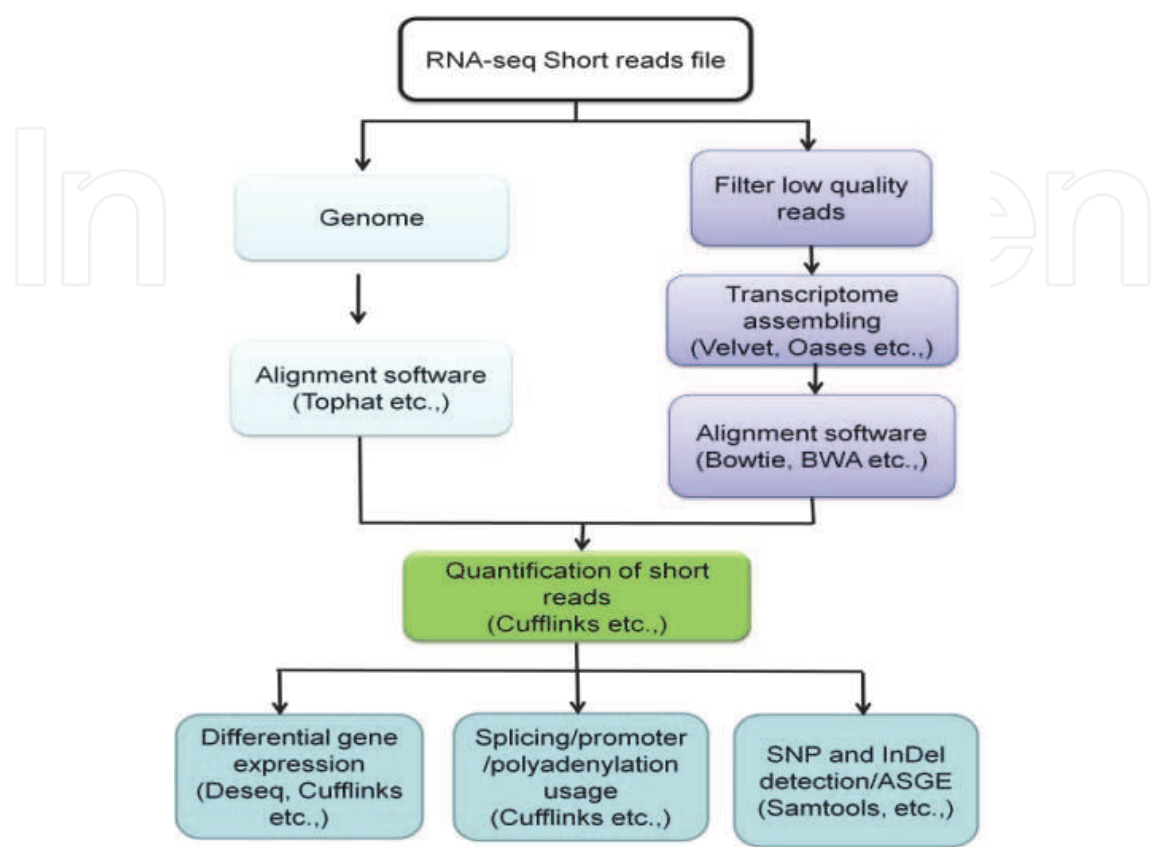 RNA-seq Short reads file
In
en
Genome
Filter low quality
reads
Alignment software
(Tophat etc.,)
Transcriptome
assembling
(Velvet, Oases etc.,)
Alignment software
(Bowtie, BWA etc.,)
Quantification of short
reads
(Cufflinks etc.,)
Differential gene
expression
(Deseq, Cufflinks
etc.,)
Splicing/promoter
/polyadenylation
usage
(Cufflinks etc.,)
SNP and InDel
detection/ASGE
(Samtools, etc.,)